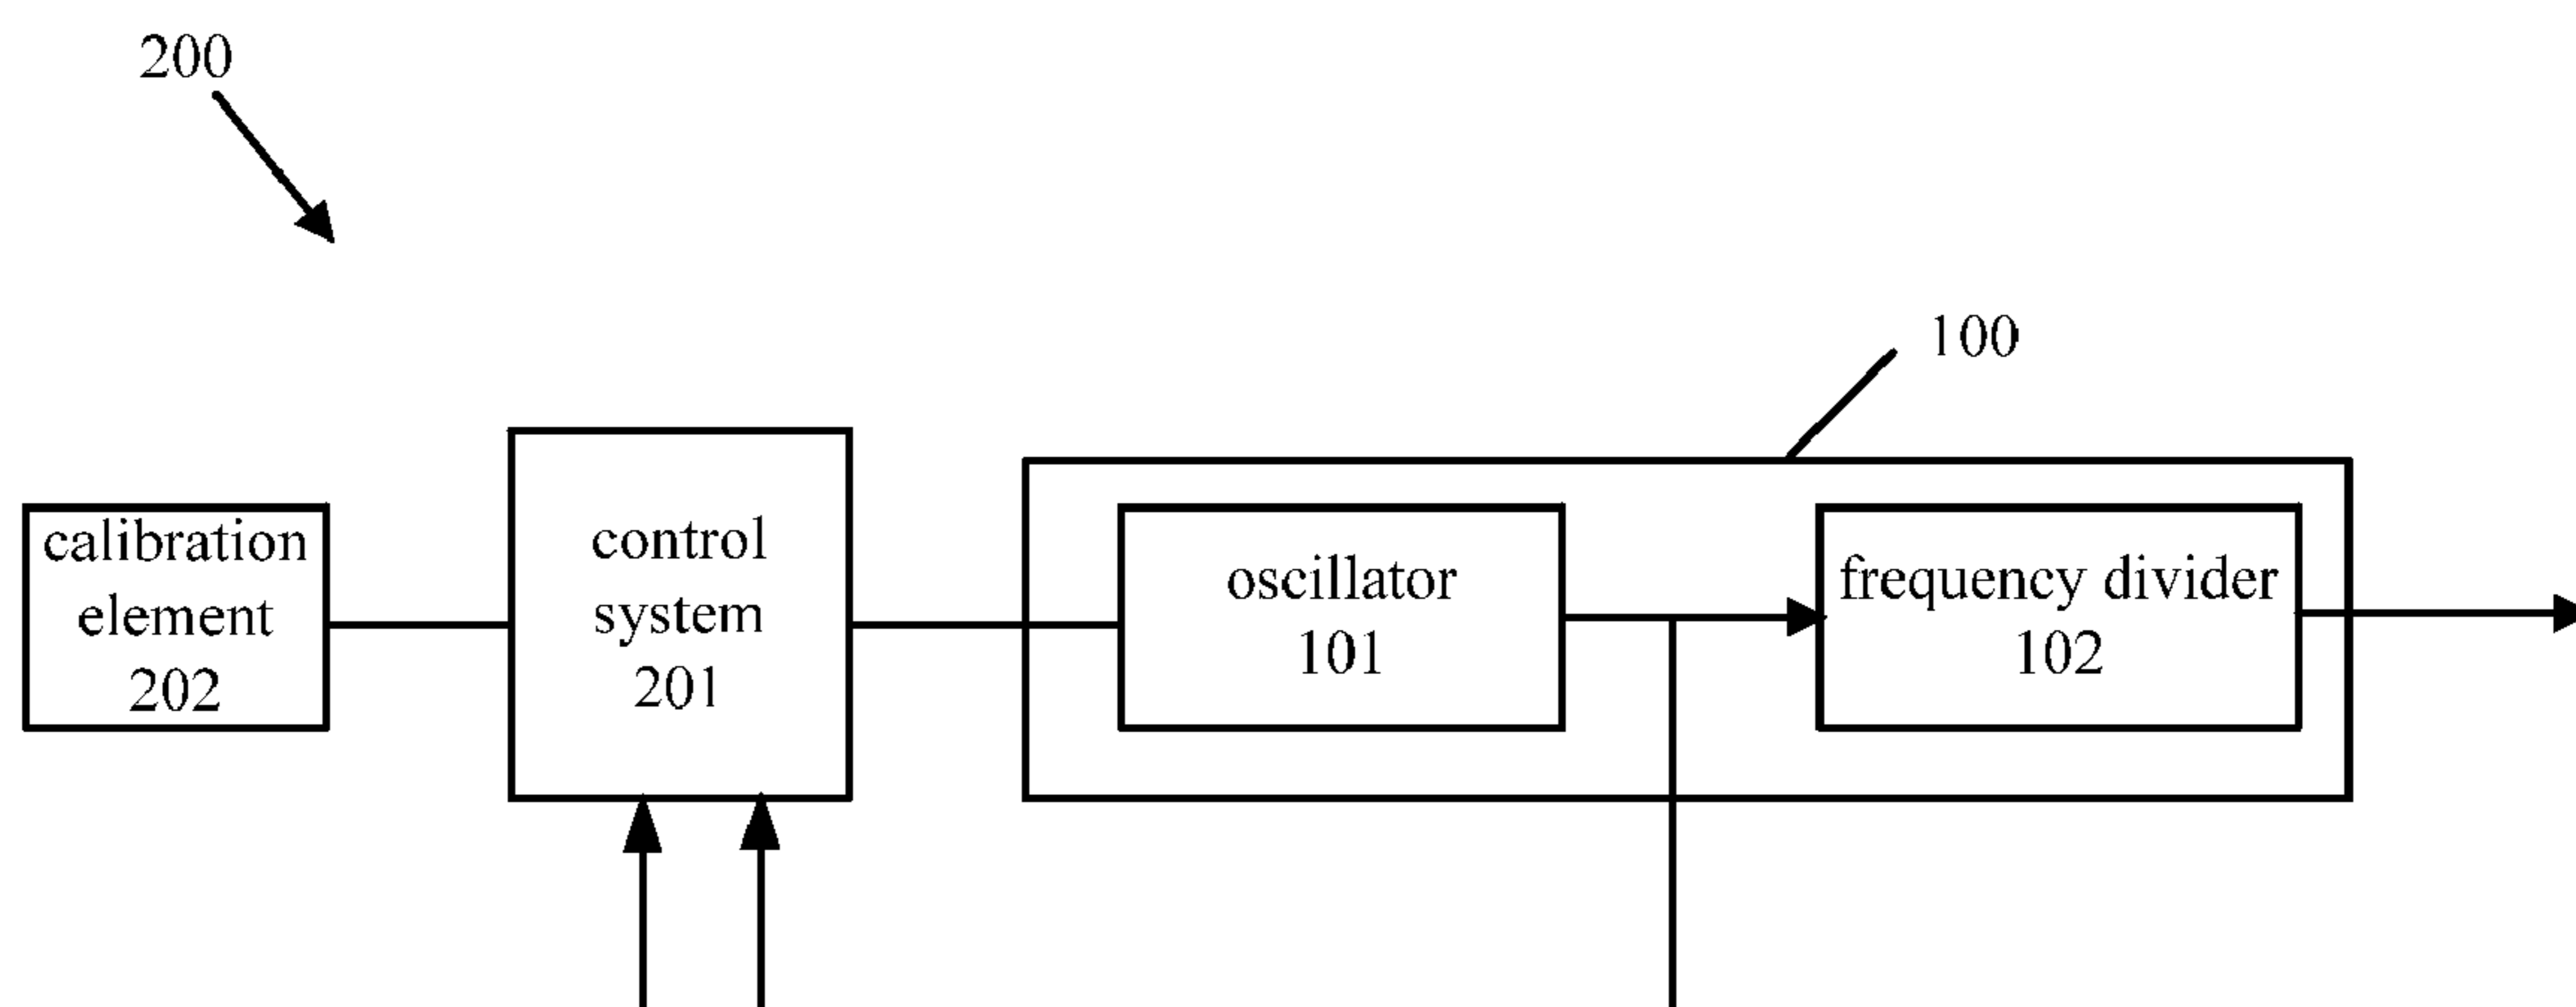 200
100
calibration
element
202
control
system
201
oscillator
101
frequency divider
102